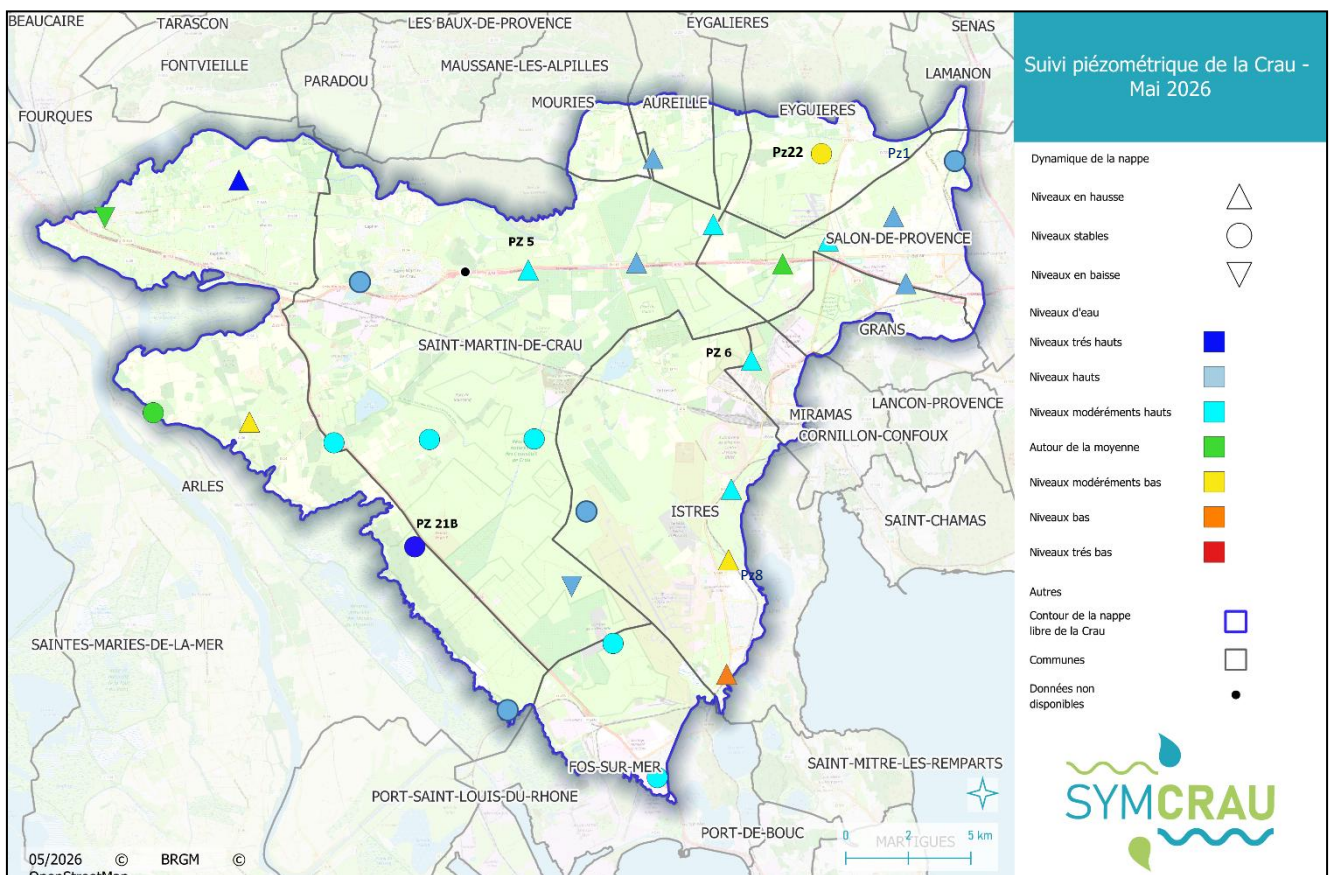 BEAUCAIRE
TARASCON
LES BAUX-DE-PROVENCE
EYGALIERES
SENAS
FONTVIEILLE
PARADOU
MAUSSANE-LES-ALPILLES
LAMANON
MOURIES
AUREILLE
EYGUIERES
FOURQUES
Pz22
Pz1
SALON-DE-PROVENCE
PZ 5
GRANS
SAINT-MARTIN-DE-CRAU
PZ 6
LANCON-PROVENCE
MIRAMAS
CORNILLON-CONFOUX
ARLES
ISTRES
SAINT-CHAMAS
PZ 21B
Pz8
SAINTES-MARIES-DE-LA-MER
FOS-SUR-MER
SAINT-MITRE-LES-REMPARTS
PORT-SAINT-LOUIS-DU-RHONE
PORT-DE-BOUC
MARTIGUES
0 2 5 km
05/2026 © BRGM ©
OpenStreetMap
Suivi piézométrique de la Crau -
Mai 2026
Dynamique de la nappe
Niveaux en hausse
Niveaux stables
Niveaux en baisse
Niveaux d'eau
Niveaux trés hauts
Niveaux hauts
Niveaux modéréments hauts
Autour de la moyenne
Niveaux modéréments bas
Niveaux bas
Niveaux trés bas
Autres
Contour de la nappe
libre de la Crau
Communes
Données non
disponibles
SYMCRAU